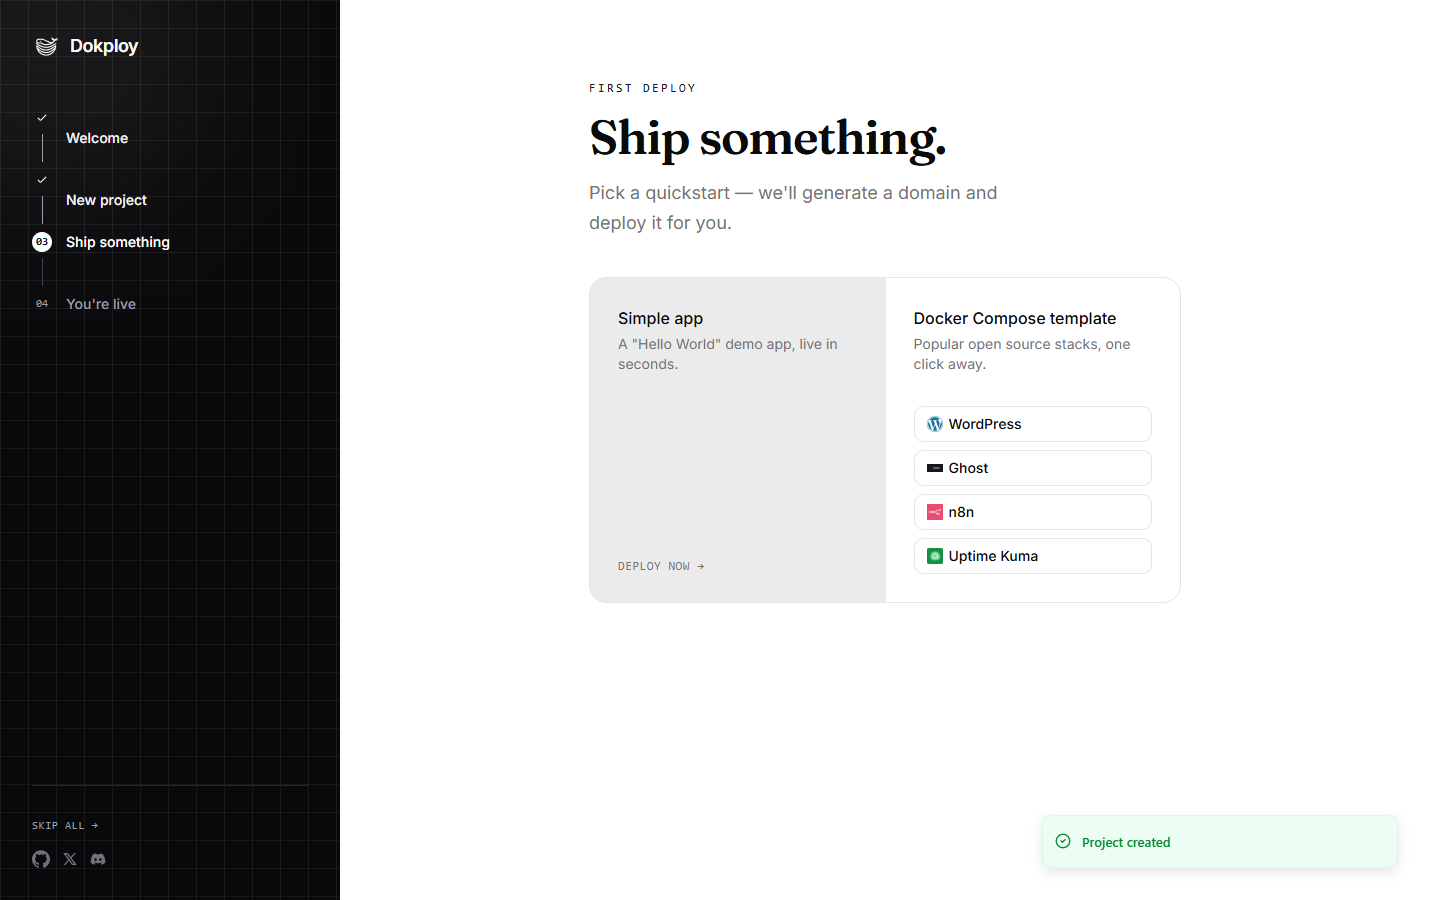 Dokploy
Welcome
New project
03 Ship something
04 You're live
SKIP ALL →
FIRST DEPLOY
Ship something.
Pick a quickstart — we'll generate a domain and
deploy it for you.
Simple app
A "Hello World" demo app, live in
seconds.
DEPLOY NOW →
Docker Compose template
Popular open source stacks, one
click away.
WordPress
Ghost
n8n
Uptime Kuma
Project created